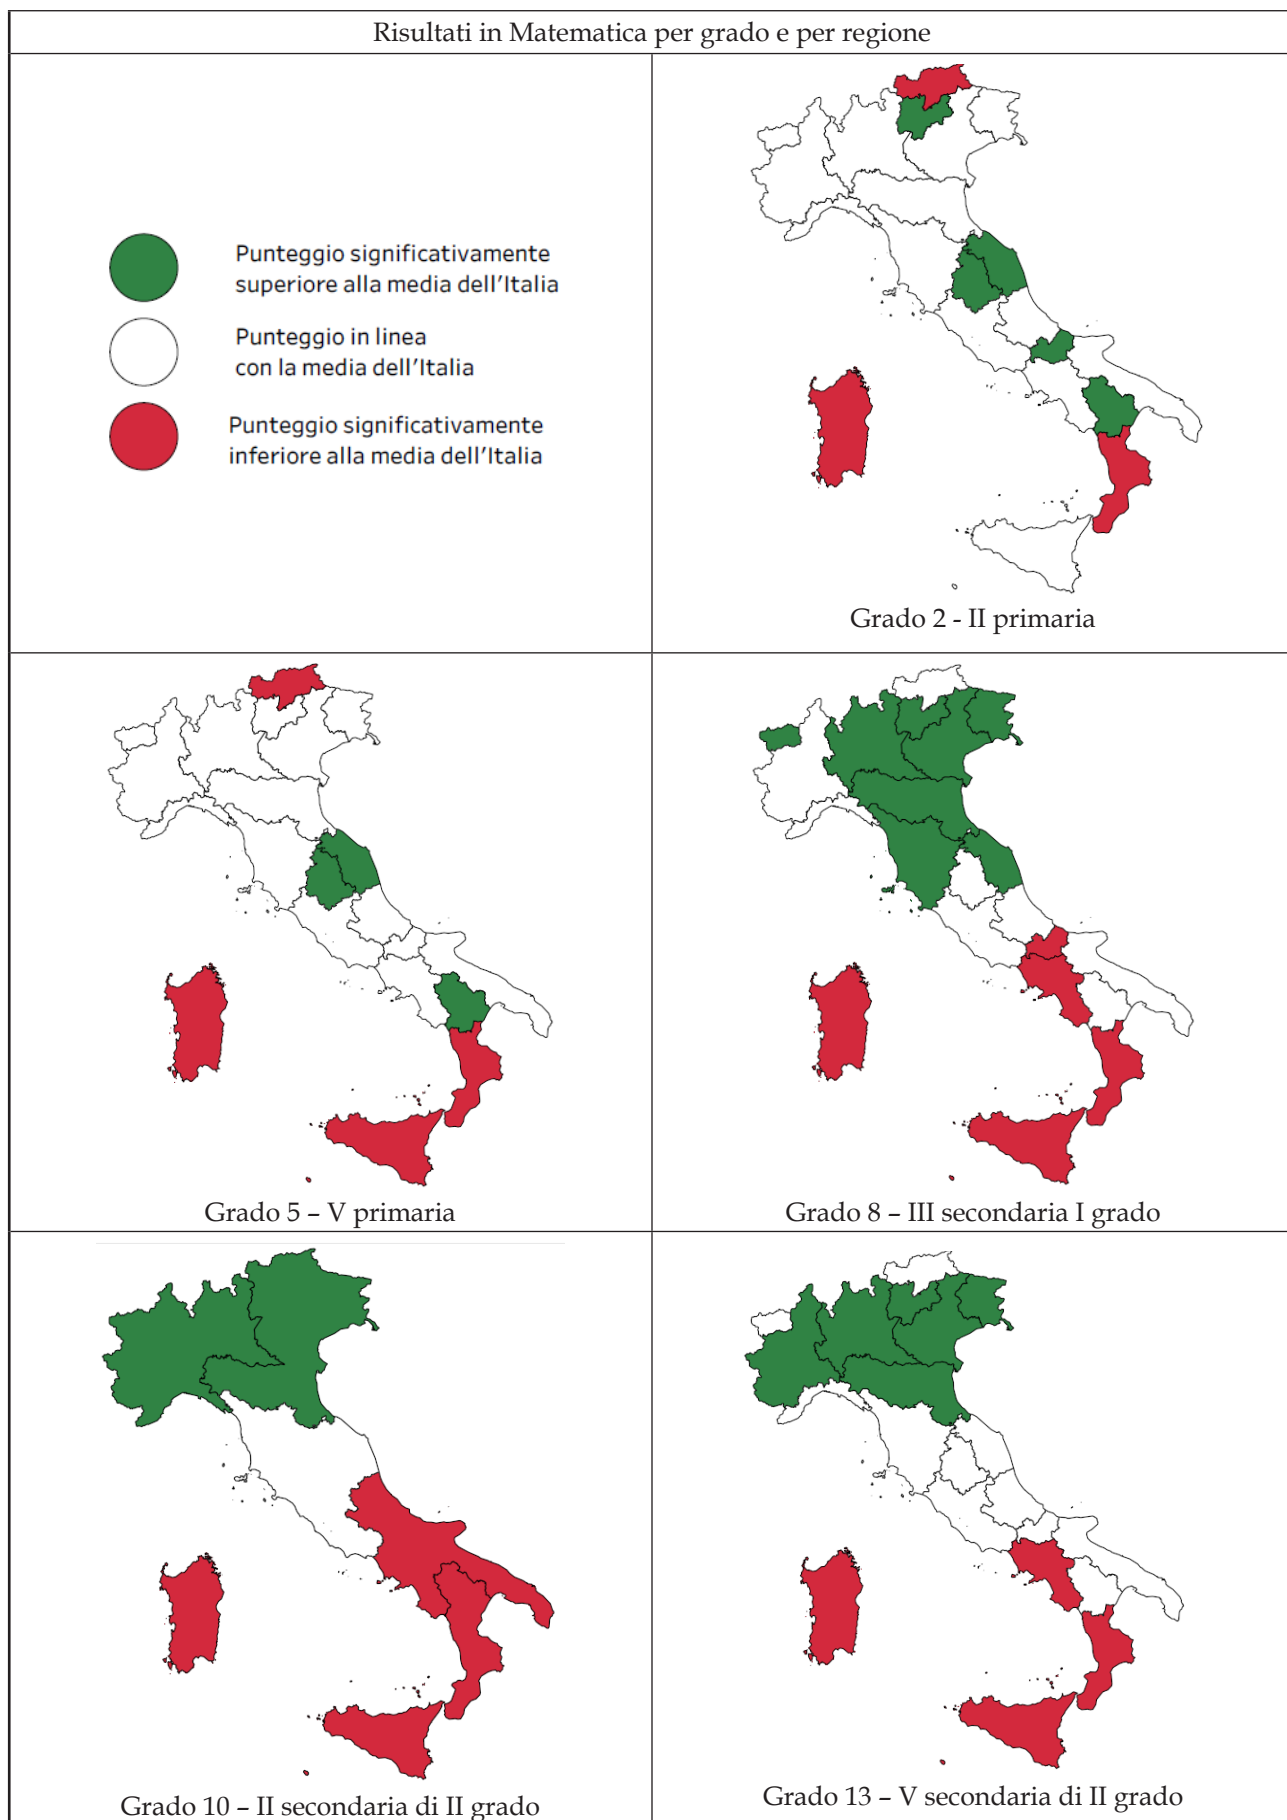 Risultati in Matematica per grado e per regione
Punteggio significativamente
superiore alla media dell'Italia
Punteggio in linea
con la media dell'Italia
Punteggio significativamente
inferiore alla media dell'Italia
Grado 2 - II primaria
Grado 5 – V primaria
Grado 8 – III secondaria I grado
Grado 10 – II secondaria di II grado
Grado 13 – V secondaria di II grado